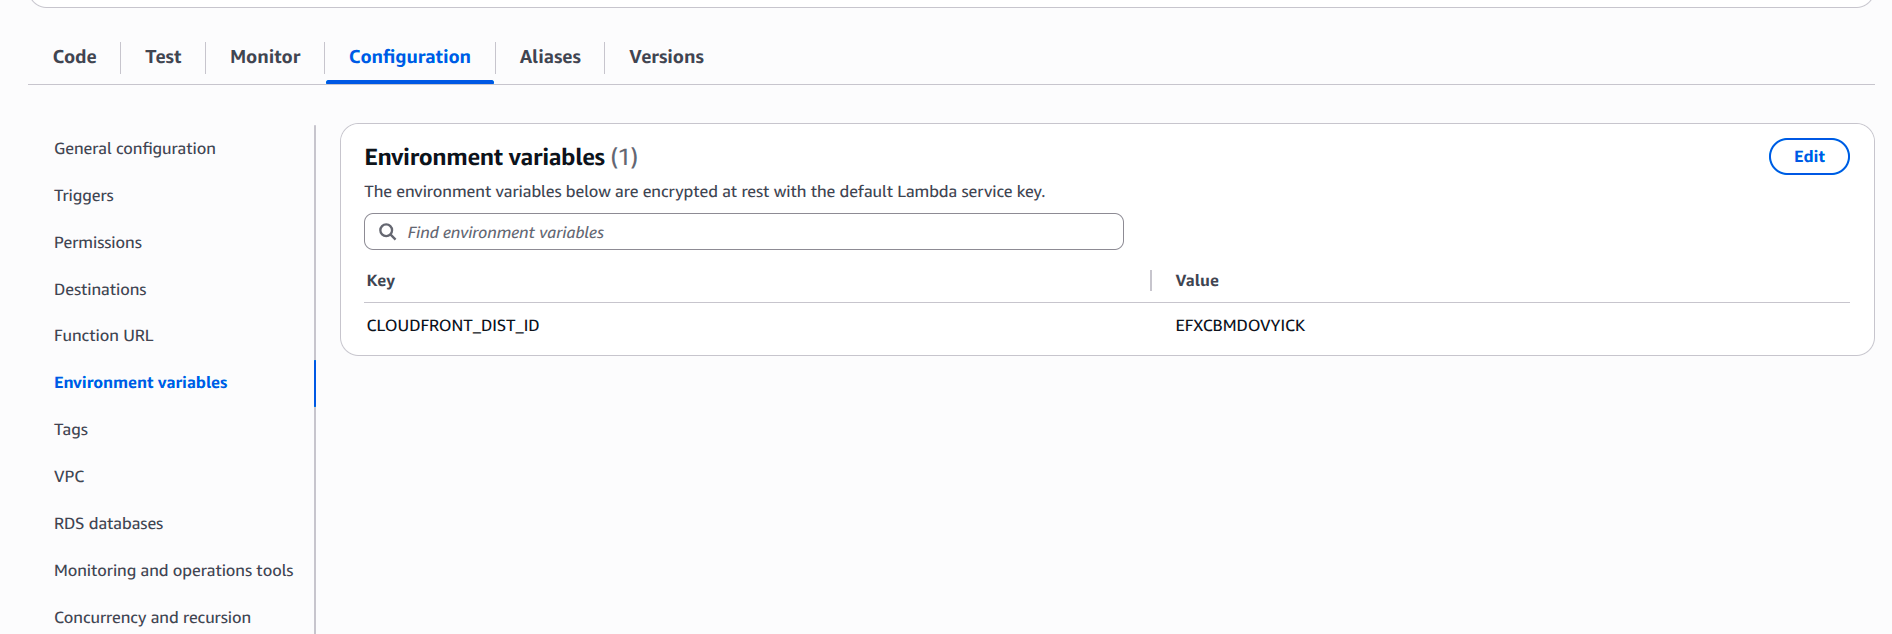 Code
Test
Monitor
Configuration
Aliases
Versions
General configuration
Triggers
Permissions
Destinations
Function URL
Environment variables
Tags
VPC
RDS databases
Monitoring and operations tools
Concurrency and recursion
Environment variables (1)
Edit
The environment variables below are encrypted at rest with the default Lambda service key.
Find environment variables
Key
Value
CLOUDFRONT_DIST_ID
EFXCBMDOVYICK